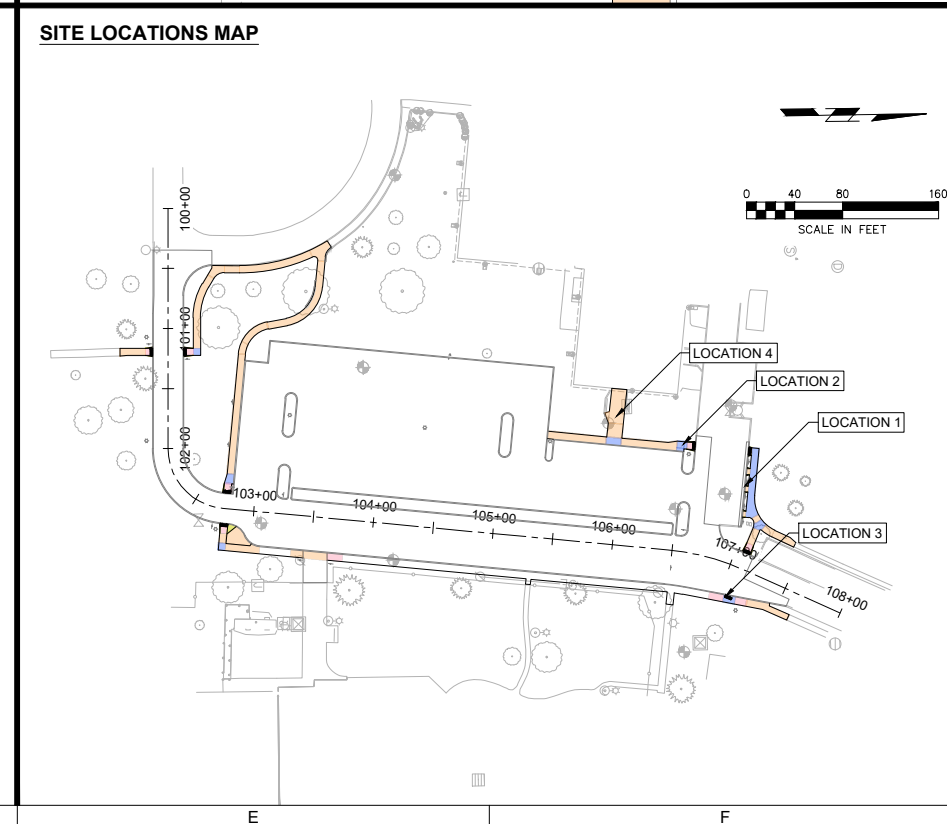 SITE LOCATIONS MAP
0 40 80 160
SCALE IN FEET
100+00
101+00
102+00
103+00
104+00
105+00
106+00
107+00
108+00
LOCATION 4
LOCATION 2
LOCATION 1
LOCATION 3
E F